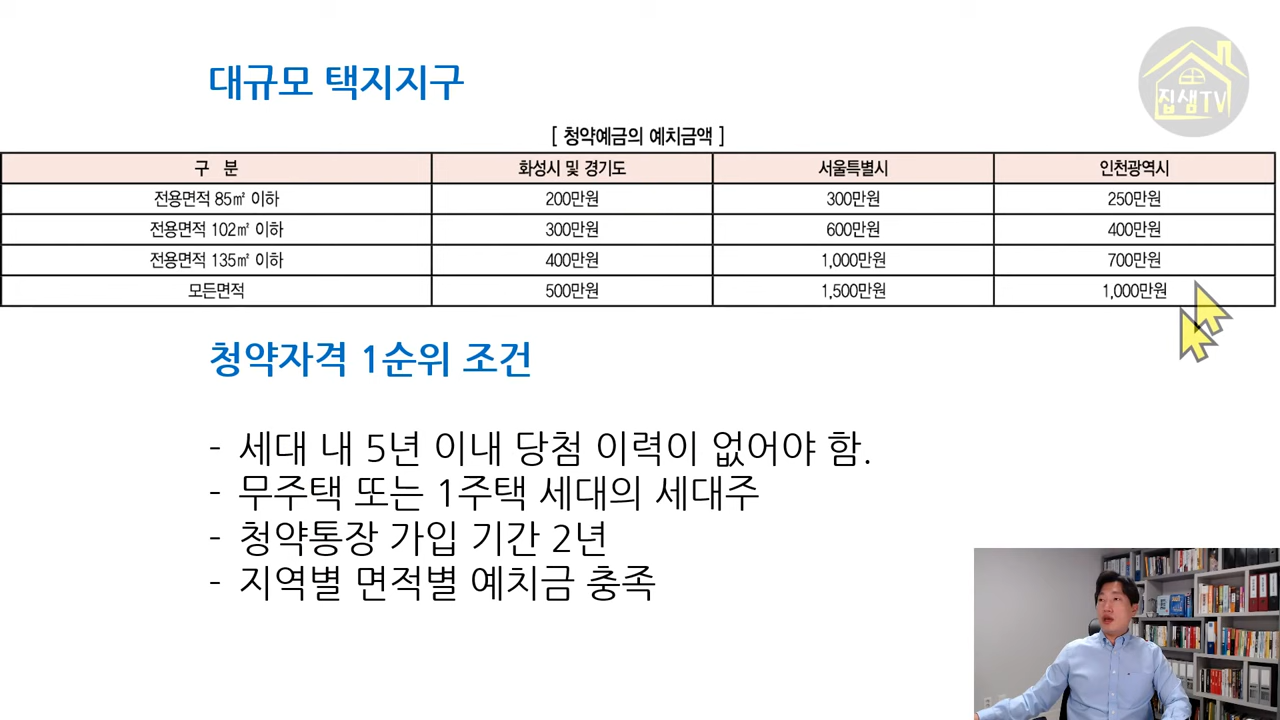 집샘TV
대규모 택지지구
[ 청약예금의 예치금액 ]
구 분 화성시 및 경기도 서울특별시 인천광역시
전용면적 85㎡ 이하 200만원 300만원 250만원
전용면적 102㎡ 이하 300만원 600만원 400만원
전용면적 135㎡ 이하 400만원 1,000만원 700만원
모든면적 500만원 1,500만원 1,000만원
청약자격 1순위 조건
- 세대 내 5년 이내 당첨 이력이 없어야 함.
- 무주택 또는 1주택 세대의 세대주
- 청약통장 가입 기간 2년
- 지역별 면적별 예치금 충족